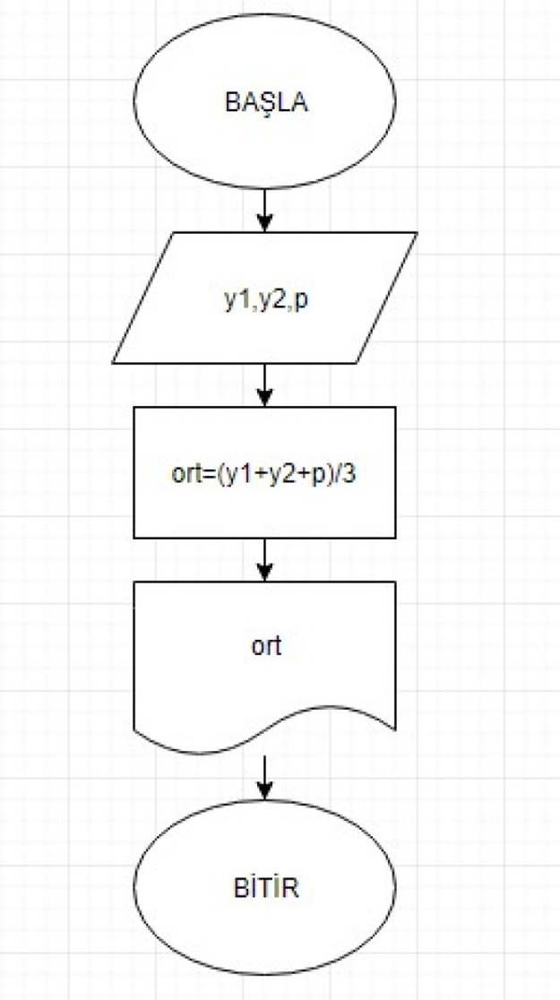 BAŞLA
y1,y2,p
ort=(y1+y2+p)/3
ort
BİTİR